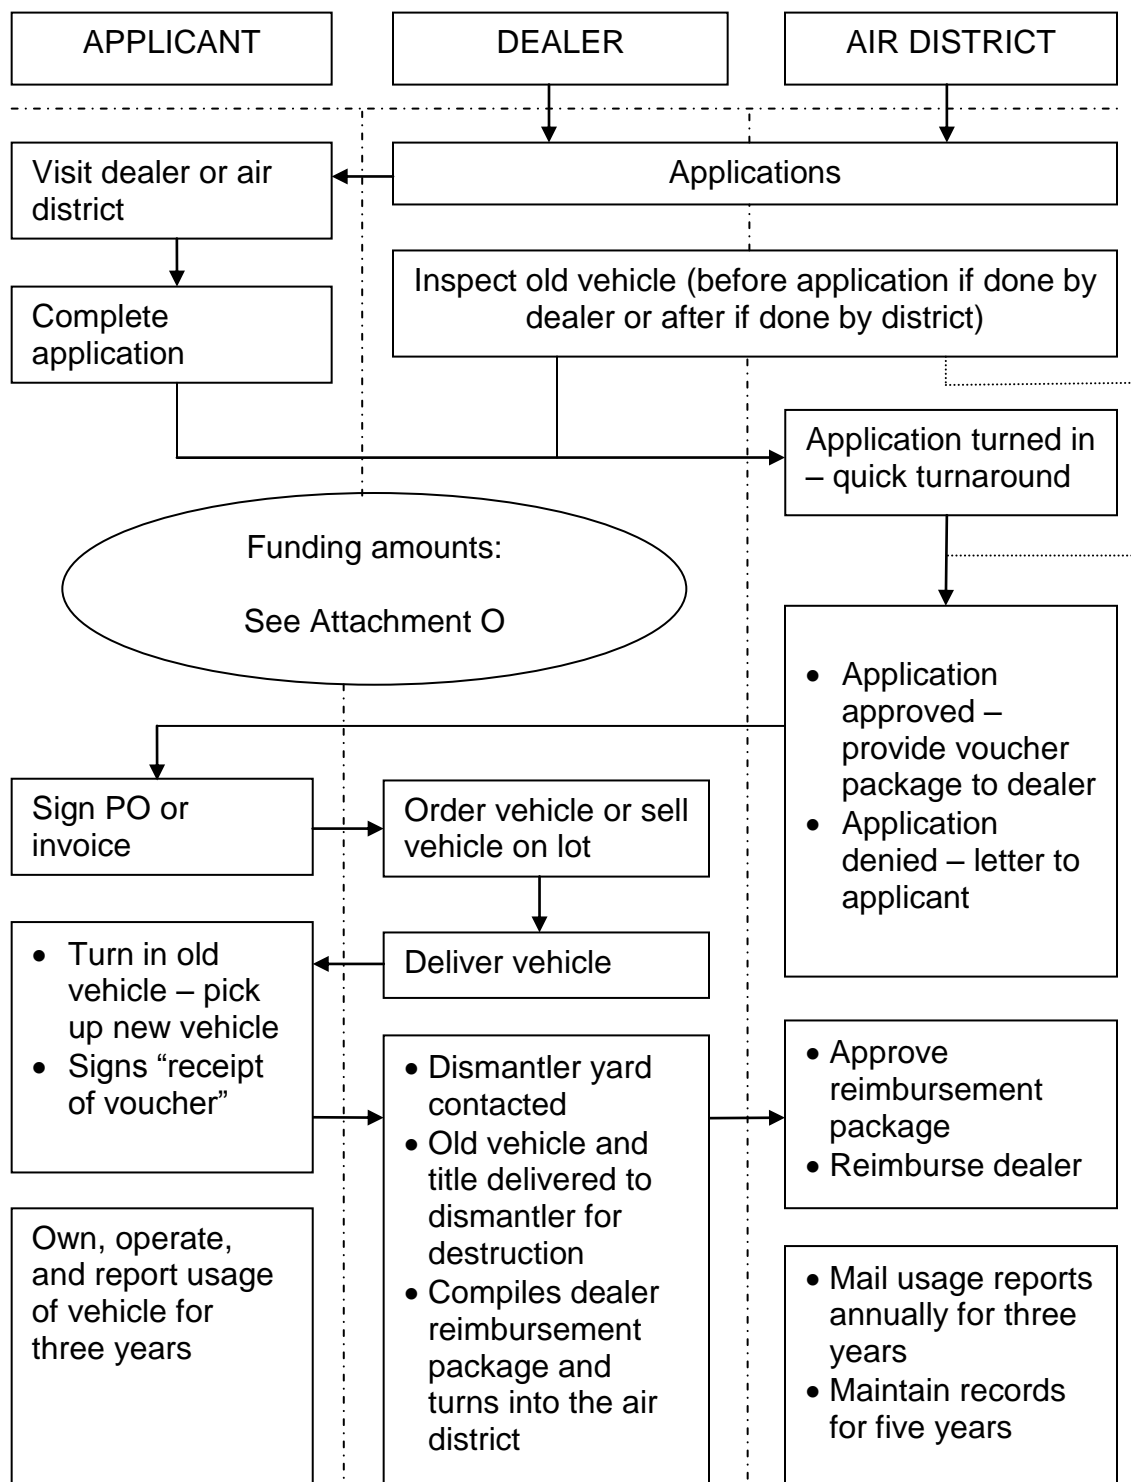 APPLICANT
DEALER
AIR DISTRICT
Visit dealer or air
district
Applications
Complete
application
Inspect old vehicle (before application if done by
dealer or after if done by district)
Application turned in
– quick turnaround
Funding amounts:
See Attachment O
• Application
approved –
provide voucher
package to dealer
• Application
denied – letter to
applicant
Sign PO or
invoice
Order vehicle or sell
vehicle on lot
Deliver vehicle
• Turn in old
vehicle – pick
up new vehicle
• Signs “receipt
of voucher”
• Dismantler yard
contacted
• Old vehicle and
title delivered to
dismantler for
destruction
• Compiles dealer
reimbursement
package and
turns into the air
district
• Approve
reimbursement
package
• Reimburse dealer
Own, operate,
and report usage
of vehicle for
three years
• Mail usage reports
annually for three
years
• Maintain records
for five years